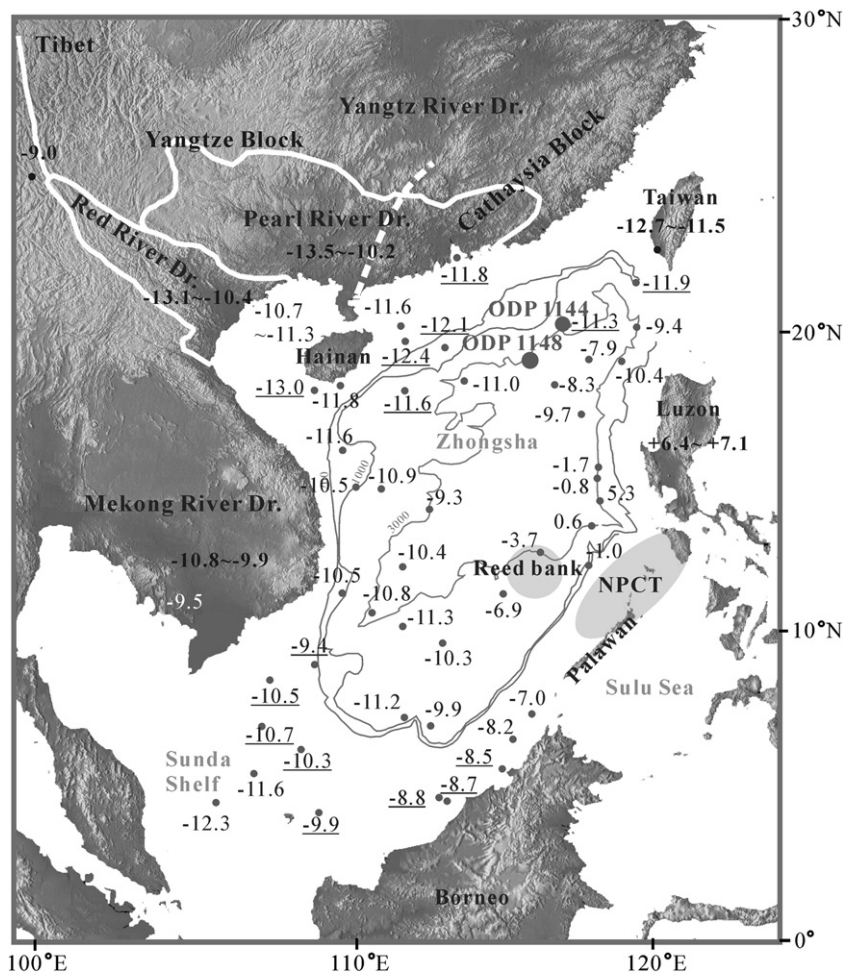 30°N
Tibet
Yangtz River Dr.
Yangtze Block
Cathaysia Block
-9.0
Taiwan
-12.7~-11.5
Pearl River Dr.
-13.5~-10.2
Red River Dr.
-13.1~-10.4
-11.8
-11.9
-10.7
~-11.3
-11.6
ODP 1144
-12.1
-11.3
-9.4
20°N
ODP 1148
-7.9
Hainan
-12.4
-10.4
-13.0
-11.8
-11.6
-11.0
-8.3
-9.7
Luzon
+6.4~+7.1
-11.6
Zhongsha
1000
-10.5
-10.9
-1.7
-0.8
5.3
-9.3
3000
0.6
Mekong River Dr.
-10.8~-9.9
-3.7
-1.0
-10.4
Reed bank
NPCT
-9.5
-10.5
-10.8
-6.9
-11.3
10°N
-9.4
-10.3
Palawan
Sulu Sea
-10.5
-11.2
-9.9
-7.0
-10.7
-8.2
-10.3
Sunda
Shelf
-8.5
-11.6
-8.7
-8.8
-12.3
-9.9
Borneo
0°
100°E
110°E
120°E